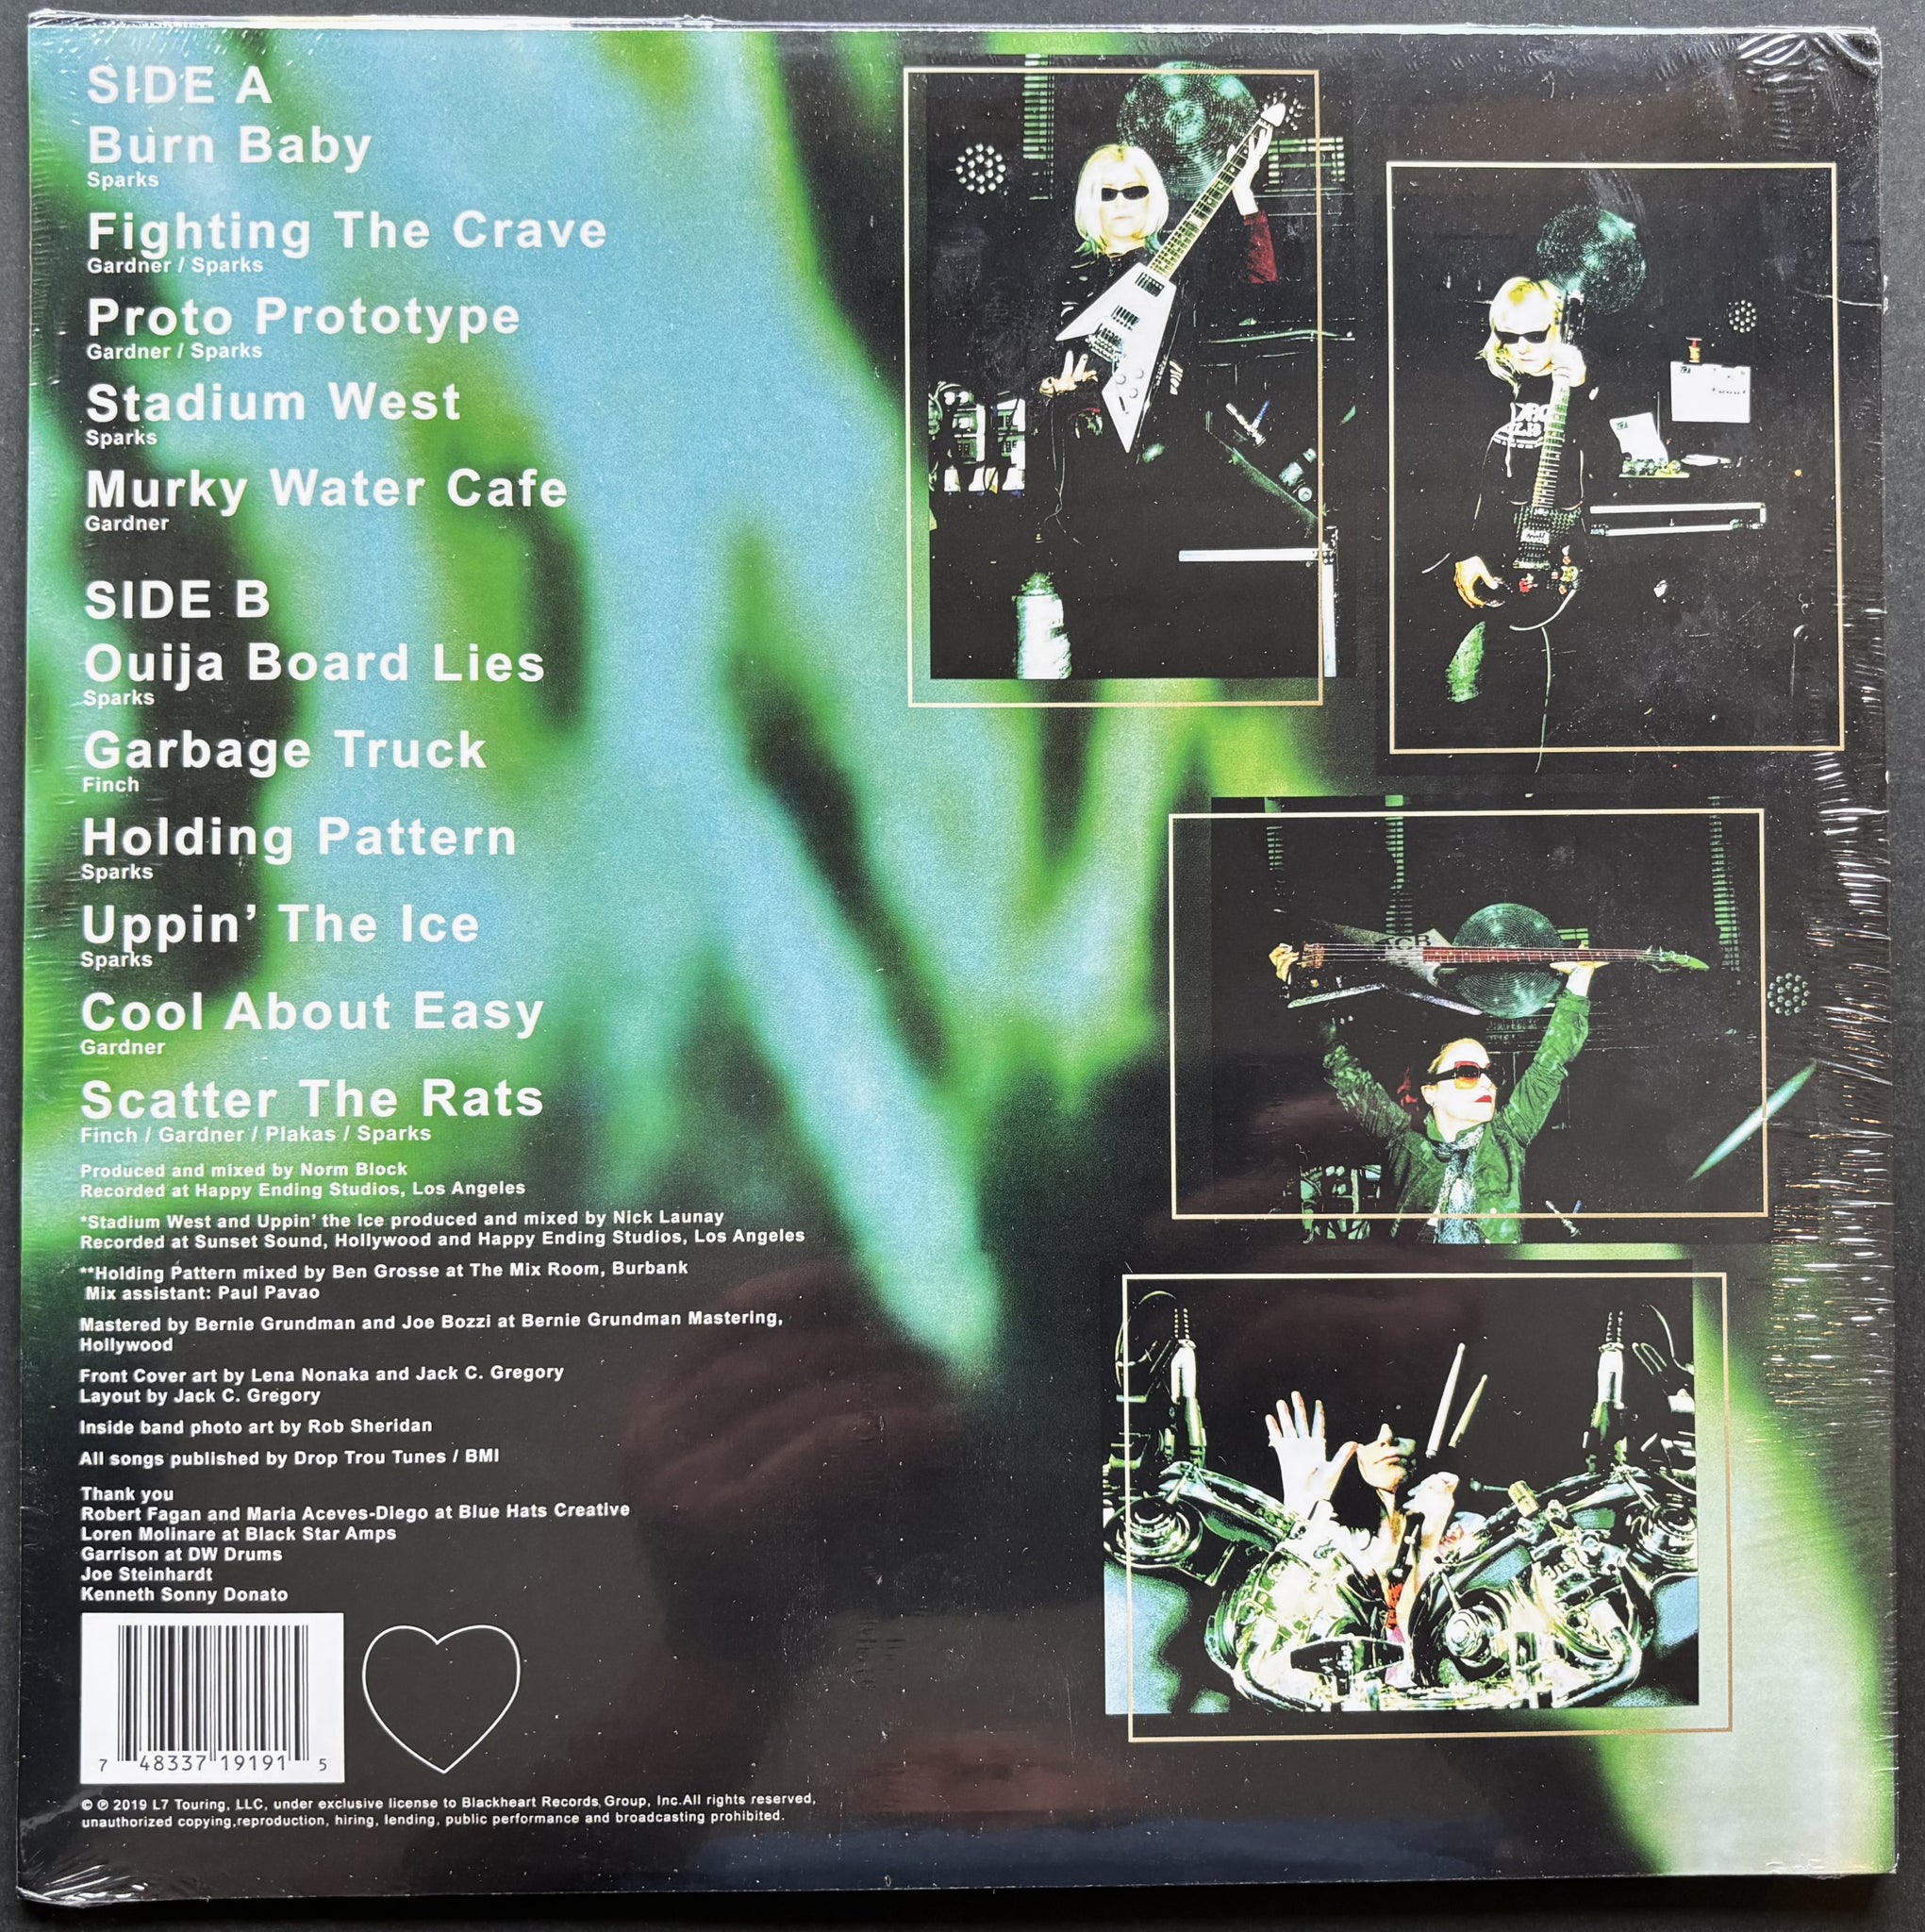 SIDE A
Burn Baby
Sparks
Fighting The Crave
Gardner / Sparks
Proto Prototype
Gardner / Sparks
Stadium West
Sparks
Murky Water Cafe
Gardner
SIDE B
Ouija Board Lies
Sparks
Garbage Truck
Finch
Holding Pattern
Sparks
Uppin’ The Ice
Sparks
Cool About Easy
Gardner
Scatter The Rats
Finch / Gardner / Plakas / Sparks
Produced and mixed by Norm Block
Recorded at Happy Ending Studios, Los Angeles
*Stadium West and Uppin’ the Ice produced and mixed by Nick Launay
Recorded at Sunset Sound, Hollywood and Happy Ending Studios, Los Angeles
**Holding Pattern mixed by Ben Grosse at The Mix Room, Burbank
Mix assistant: Paul Pavao
Mastered by Bernie Grundman and Joe Bozzi at Bernie Grundman Mastering,
Hollywood
Front Cover art by Lena Nonaka and Jack C. Gregory
Layout by Jack C. Gregory
Inside band photo art by Rob Sheridan
All songs published by Drop Trou Tunes / BMI
Thank you
Robert Fagan and Maria Aceves-Diego at Blue Hats Creative
Loren Molinare at Black Star Amps
Garrison at DW Drums
Joe Steinhardt
Kenneth Sonny Donato
7 48337 19191 5
© ℗ 2019 L7 Touring, LLC, under exclusive license to Blackheart Records Group, Inc.All rights reserved,
unauthorized copying,reproduction, hiring, lending, public performance and broadcasting prohibited.